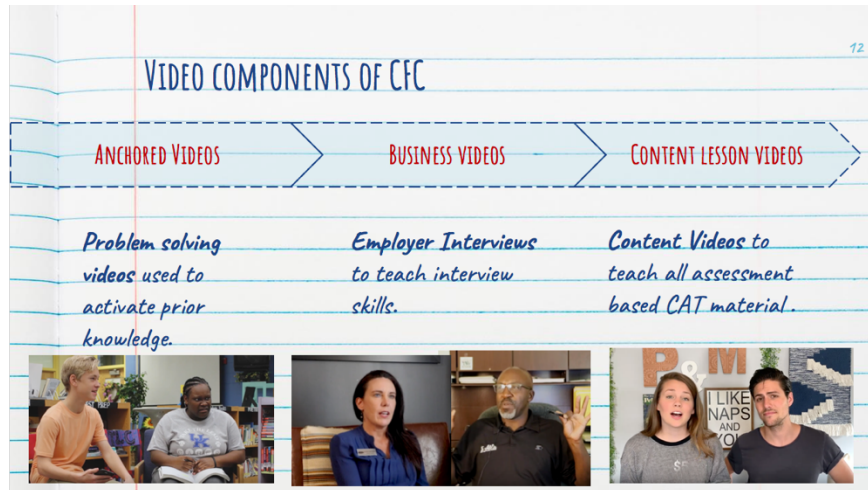 12
VIDEO COMPONENTS OF CFC
ANCHORED VIDEOS
BUSINESS VIDEOS
CONTENT LESSON VIDEOS
Problem solving
videos used to
activate prior
knowledge.
Employer Interviews
to teach interview
skills.
Content Videos to
teach all assessment
based CAT material .
UK
B & M
I LIKE
NAPS
AND
YOU